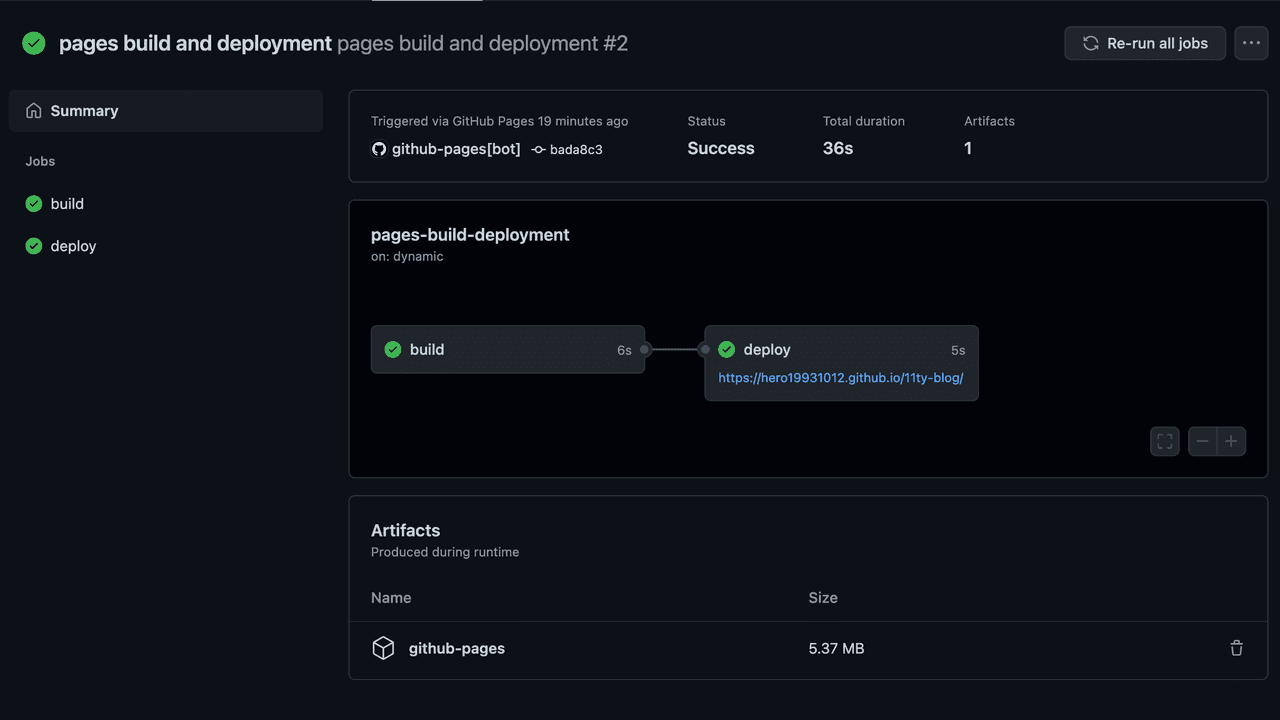 pages build and deployment pages build and deployment #2
Re-run all jobs
Summary
Jobs
build
deploy
Triggered via GitHub Pages 19 minutes ago
github-pages[bot] bada8c3
Status
Success
Total duration
36s
Artifacts
1
pages-build-deployment
on: dynamic
build 6s
deploy 5s
https://hero19931012.github.io/11ty-blog/
Artifacts
Produced during runtime
Name Size
github-pages 5.37 MB